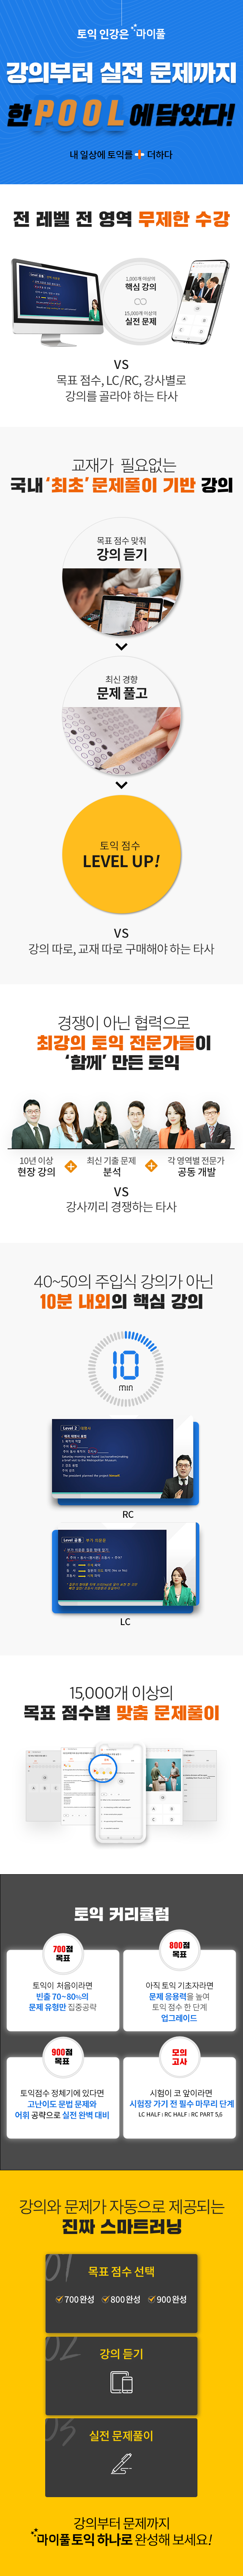 토익 인강은 마이풀
강의부터 실전 문제까지
한 POOL에 담았다!
내 일상에 토익를 + 더하다
전 레벨 전 영역 무제한 수강
1,000개 이상의
핵심 강의
15,000개 이상의
실전 문제
VS
목표 점수, LC/RC, 강사별로
강의를 골라야 하는 타사
교재가 필요없는
국내 '최초' 문제풀이 기반 강의
목표 점수 맞춰
강의 듣기
최신 경향
문제 풀고
토익 점수
LEVEL UP!
VS
강의 따로, 교재 따로 구매해야 하는 타사
경쟁이 아닌 협력으로
최강의 토익 전문가들이
'함께' 만든 토익
10년 이상
현장 강의
최신 기출 문제
분석
각 영역별 전문가
공동 개발
VS
강사끼리 경쟁하는 타사
40~50의 주입식 강의가 아닌
10분 내외의 핵심 강의
10
min
Level 2
RC
Level 공통
LC
15,000개 이상의
목표 점수별 맞춤 문제풀이
토익 커리큘럼
700점
목표
토익이 처음이라면
빈출 70~80%의
문제 유형만 집중공략
800점
목표
아직 토익 기초자라면
문제 응용력을 높여
토익 점수 한 단계
업그레이드
900점
목표
토익점수 정체기에 있다면
고난이도 문법 문제와
어휘 공략으로 실전 완벽 대비
모의
고사
시험이 코 앞이라면
시험장 가기 전 필수 마무리 단계
LC HALF : RC HALF : RC PART 5,6
강의와 문제가 자동으로 제공되는
진짜 스마트러닝
01
목표 점수 선택
700완성 800완성 900완성
02
강의 듣기
03
실전 문제풀이
강의부터 문제까지
마이풀 토익 하나로 완성해 보세요!